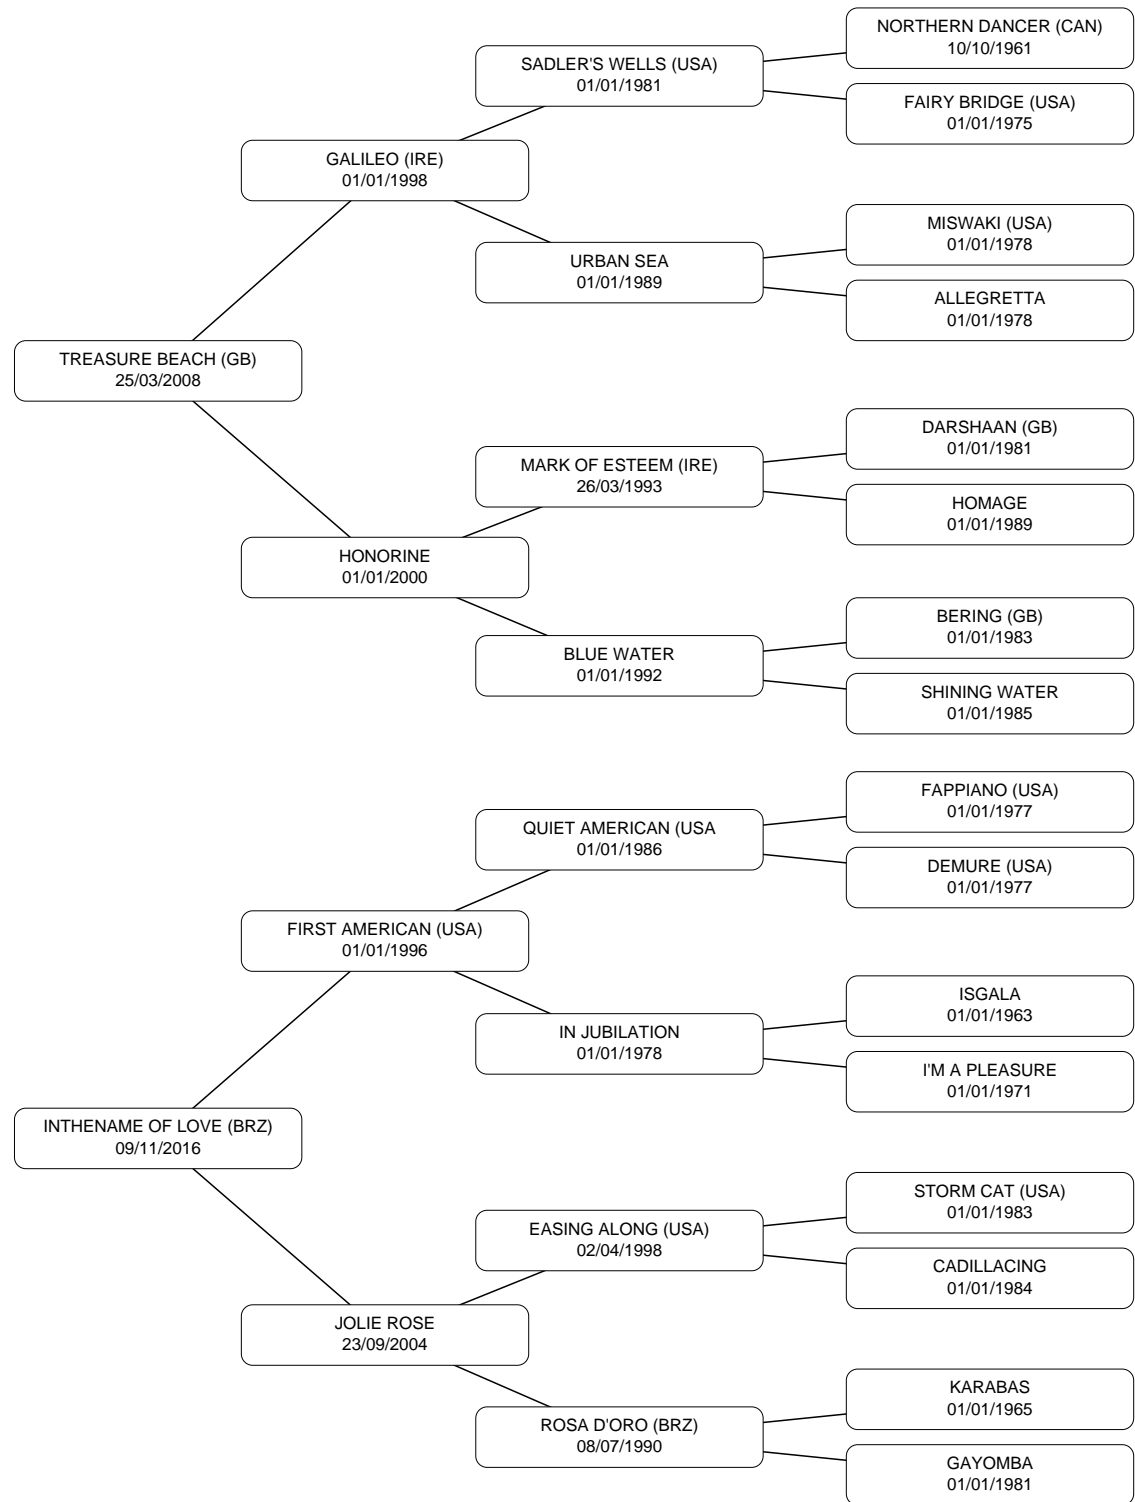 NORTHERN DANCER (CAN)
10/10/1961
SADLER'S WELLS (USA)
01/01/1981
FAIRY BRIDGE (USA)
01/01/1975
GALILEO (IRE)
01/01/1998
MISWAKI (USA)
01/01/1978
URBAN SEA
01/01/1989
ALLEGRETTA
01/01/1978
TREASURE BEACH (GB)
25/03/2008
DARSHAAN (GB)
01/01/1981
MARK OF ESTEEM (IRE)
26/03/1993
HOMAGE
01/01/1989
HONORINE
01/01/2000
BERING (GB)
01/01/1983
BLUE WATER
01/01/1992
SHINING WATER
01/01/1985
FAPPIANO (USA)
01/01/1977
QUIET AMERICAN (USA
01/01/1986
DEMURE (USA)
01/01/1977
FIRST AMERICAN (USA)
01/01/1996
ISGALA
01/01/1963
IN JUBILATION
01/01/1978
I'M A PLEASURE
01/01/1971
INTHENAME OF LOVE (BRZ)
09/11/2016
STORM CAT (USA)
01/01/1983
EASING ALONG (USA)
02/04/1998
CADILLACING
01/01/1984
JOLIE ROSE
23/09/2004
KARABAS
01/01/1965
ROSA D'ORO (BRZ)
08/07/1990
GAYOMBA
01/01/1981